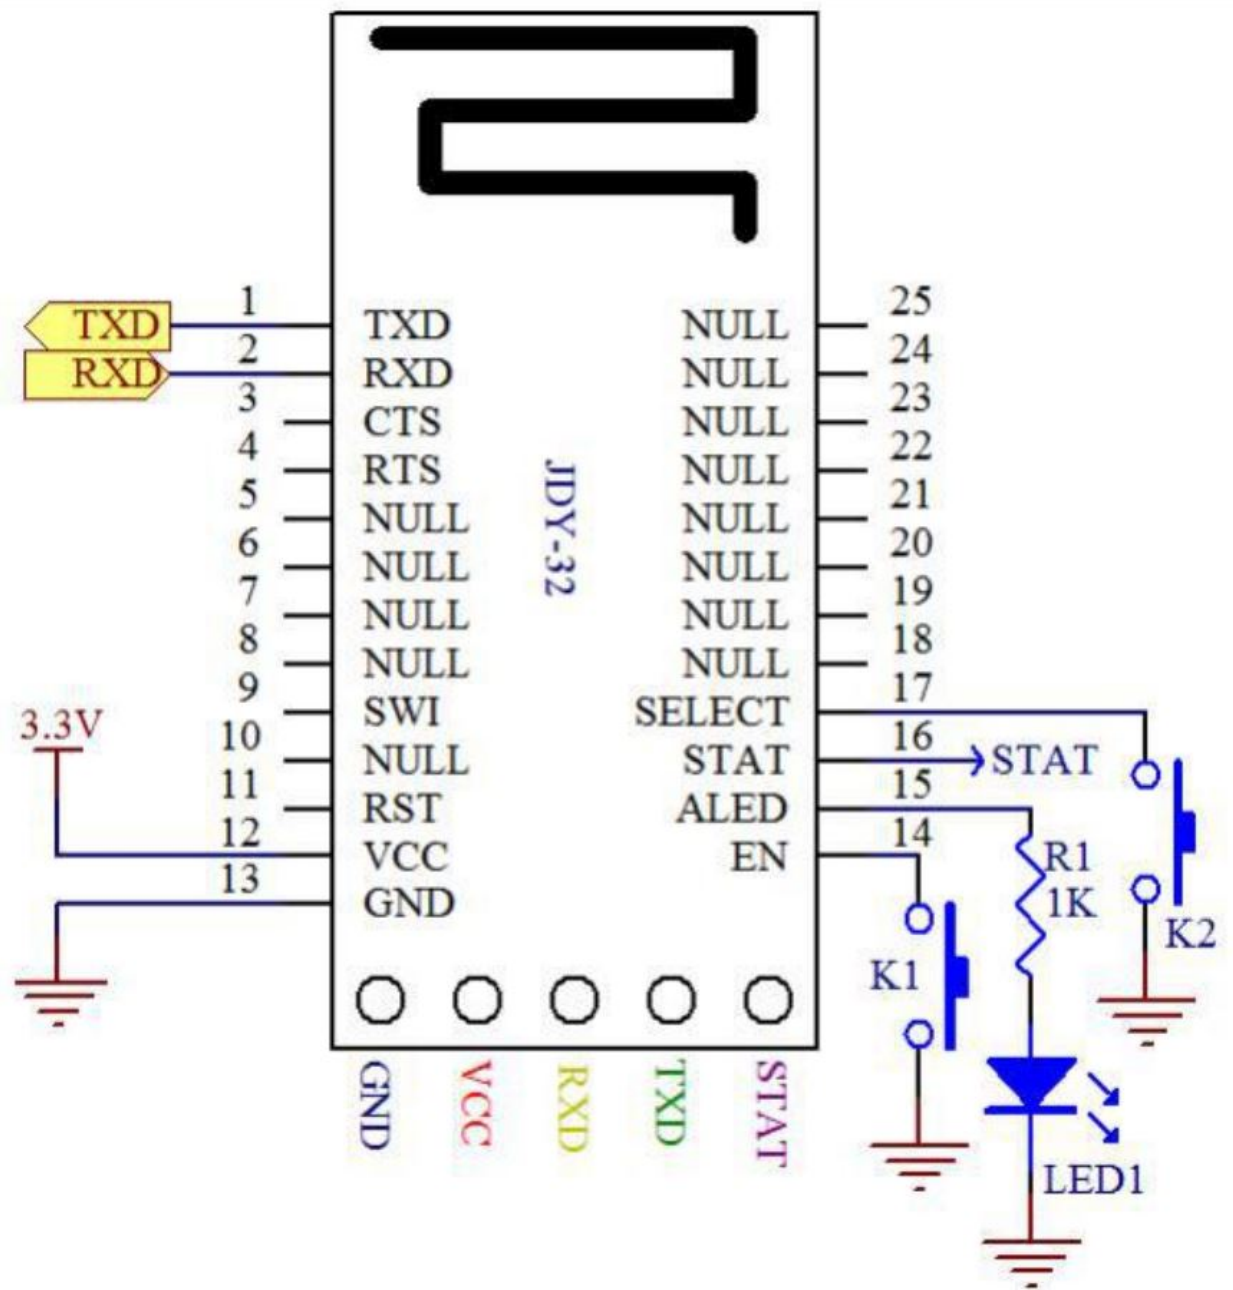 1
TXD TXD NULL 25
2
RXD RXD NULL 24
3
CTS NULL 23
4
RTS NULL 22
5
NULL NULL 21
6
NULL NULL 20
7
NULL NULL 19
8
NULL NULL 18
9
SWI SELECT 17
3.3V
10
NULL STAT 16 STAT
11
RST ALED 15
12
VCC EN 14
13
GND
JDY-32
R1
1K
K2
K1
LED1
GND
VCC
RXD
TXD
STAT